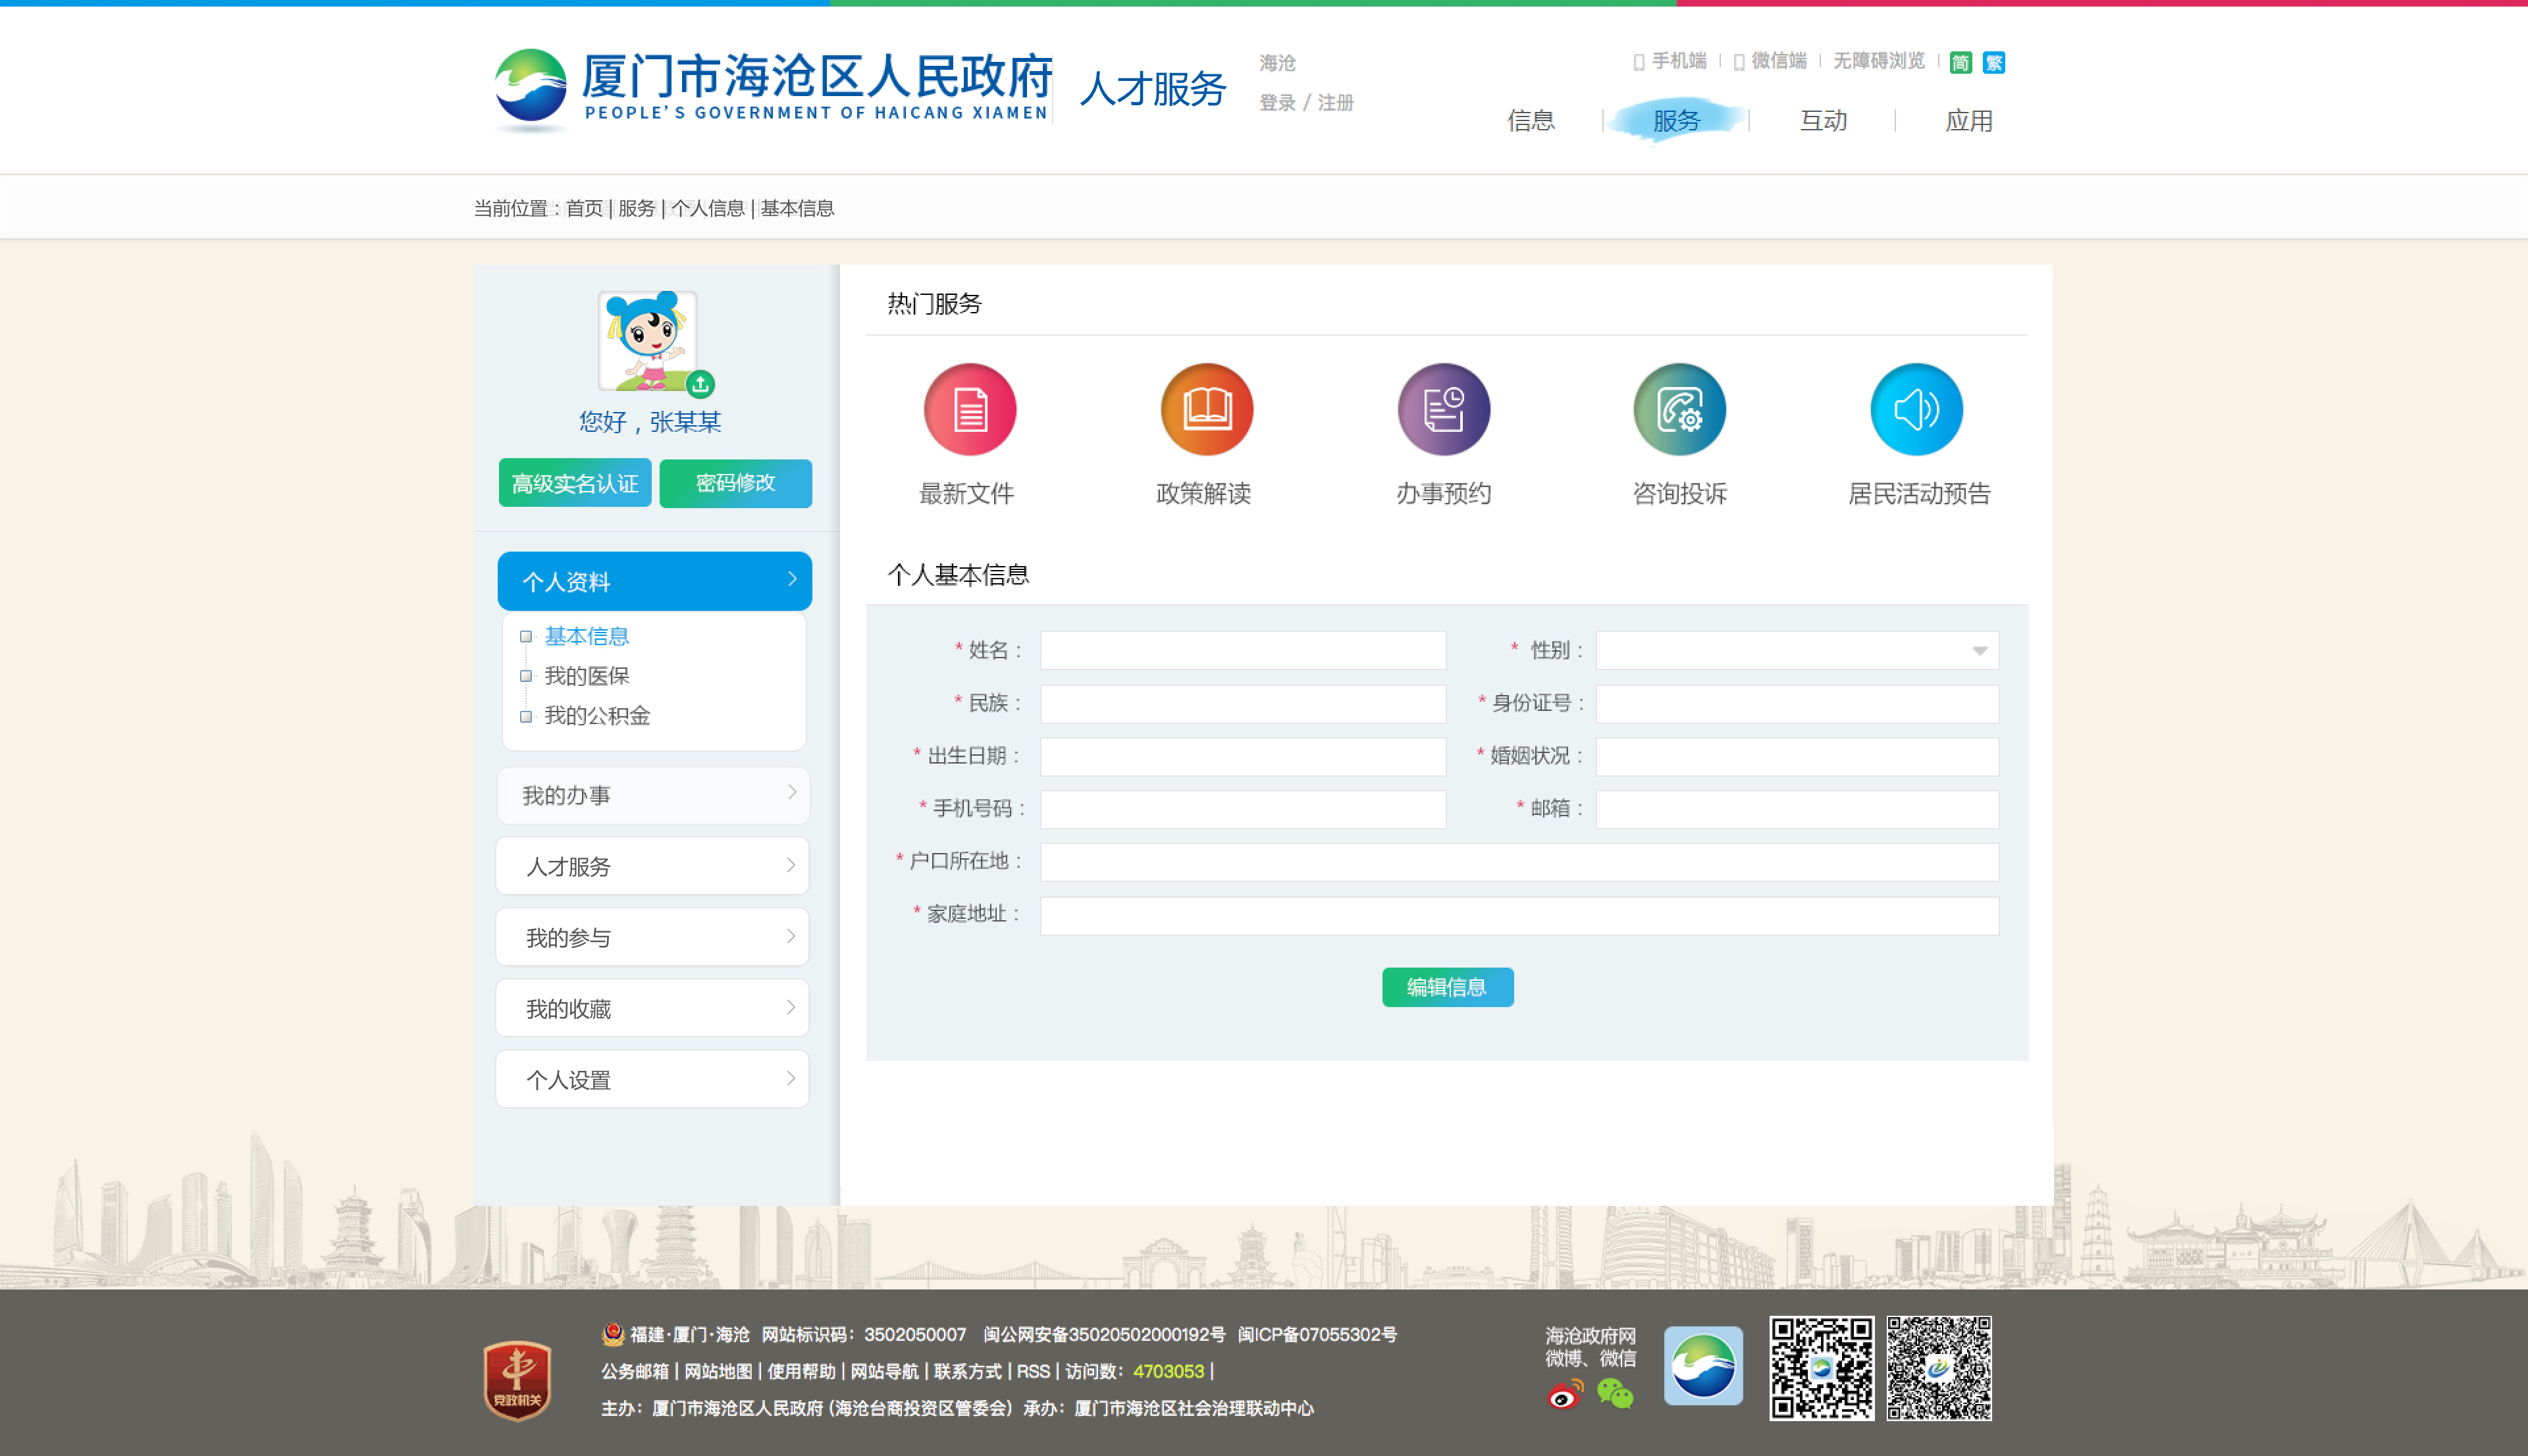 厦门市海沧区人民政府
PEOPLE'S GOVERNMENT OF HAICANG XIAMEN
人才服务
海沧
登录 / 注册
手机端 | 微信端 | 无障碍浏览 | 简 繁
信息 | 服务 | 互动 | 应用
当前位置：首页 | 服务 | 个人信息 | 基本信息
您好，张某某
高级实名认证 密码修改
个人资料
基本信息
我的医保
我的公积金
我的办事
人才服务
我的参与
我的收藏
个人设置
热门服务
最新文件 政策解读 办事预约 咨询投诉 居民活动预告
个人基本信息
* 姓名： * 性别：
* 民族： * 身份证号：
* 出生日期： * 婚姻状况：
* 手机号码： * 邮箱：
* 户口所在地：
* 家庭地址：
编辑信息
党政机关
福建·厦门·海沧 网站标识码：3502050007 闽公网安备35020502000192号 闽ICP备07055302号
公务邮箱 | 网站地图 | 使用帮助 | 网站导航 | 联系方式 | RSS | 访问数：4703053 |
主办：厦门市海沧区人民政府 (海沧台商投资区管委会) 承办：厦门市海沧区社会治理联动中心
海沧政府网
微博、微信